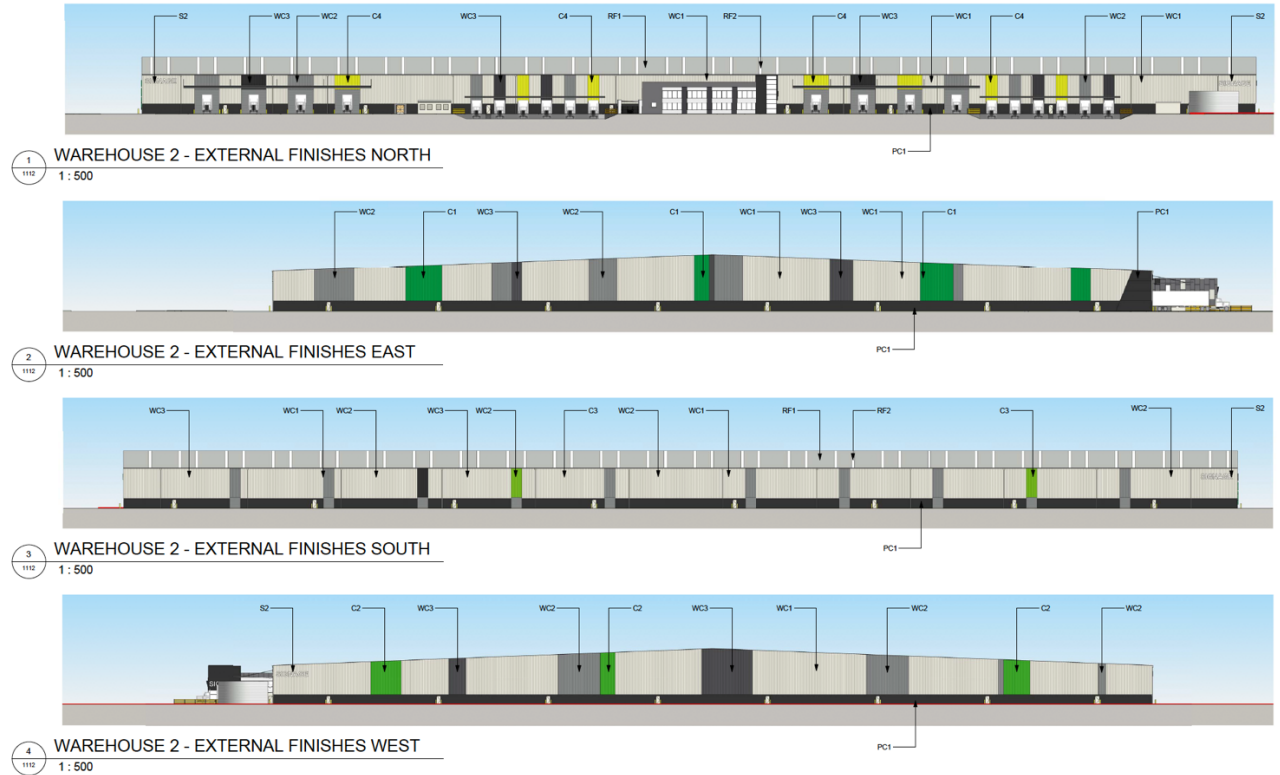 S2 WC3 WC2 C4 WC3 C4 RF1 WC1 RF2 C4 WC3 WC1 C4 WC2 WC1 S2
SIGNAGE SIGNAGE
PC1
1 WAREHOUSE 2 - EXTERNAL FINISHES NORTH
1112 1 : 500
WC2 C1 WC3 WC2 C1 WC1 WC3 WC1 C1 PC1
PC1
2 WAREHOUSE 2 - EXTERNAL FINISHES EAST
1112 1 : 500
WC3 WC1 WC2 WC3 WC2 C3 WC2 WC1 RF1 RF2 C3 WC2 S2
SIGNAGE
PC1
3 WAREHOUSE 2 - EXTERNAL FINISHES SOUTH
1112 1 : 500
S2 C2 WC3 WC2 C2 WC3 WC1 WC2 C2 WC2
SIGNAGE
PC1
4 WAREHOUSE 2 - EXTERNAL FINISHES WEST
1112 1 : 500